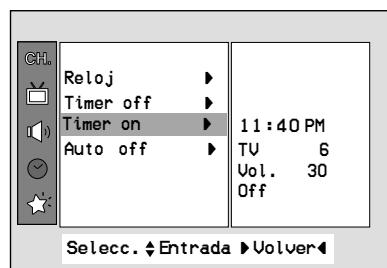 CH.
Reloj
Timer off
Timer on
Auto off
11:40 PM
TV 6
Vol. 30
Off
Selecc. Entrada Volver